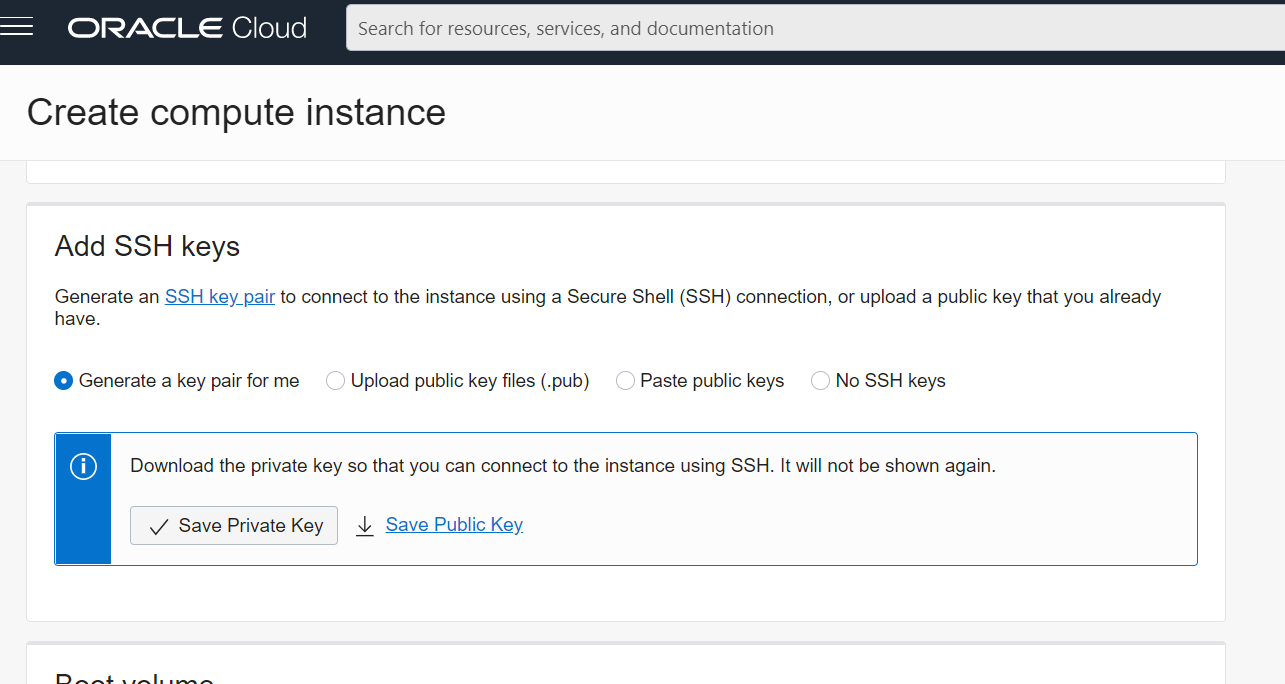 ORACLE Cloud
Search for resources, services, and documentation
Create compute instance
Add SSH keys
Generate an SSH key pair to connect to the instance using a Secure Shell (SSH) connection, or upload a public key that you already
have.
Generate a key pair for me
Upload public key files (.pub)
Paste public keys
No SSH keys
Download the private key so that you can connect to the instance using SSH. It will not be shown again.
Save Private Key
Save Public Key
Boot volume